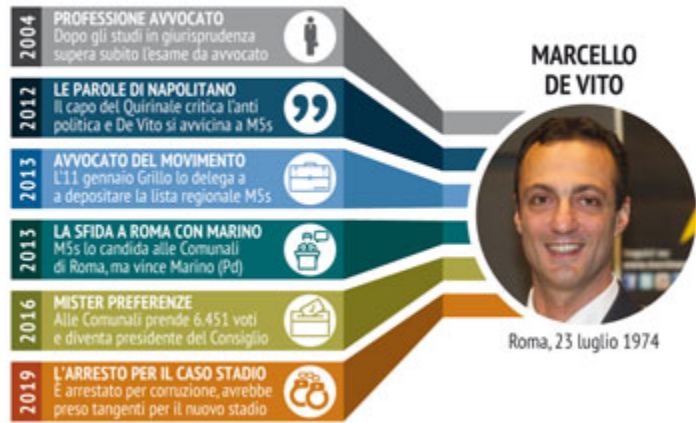 2004
PROFESSIONE AVVOCATO
Dopo gli studi in giurisprudenza
supera subito l'esame da avvocato
2012
LE PAROLE DI NAPOLITANO
Il capo del Quirinale critica l'anti
politica e De Vito si avvicina a M5s
2013
AVVOCATO DEL MOVIMENTO
L'11 gennaio Grillo lo delega a
a depositare la lista regionale M5s
2013
LA SFIDA A ROMA CON MARINO
M5s lo candida alle Comunali
di Roma, ma vince Marino (Pd)
2016
MISTER PREFERENZE
Alle Comunali prende 6.451 voti
e diventa presidente del Consiglio
2019
L'ARRESTO PER IL CASO STADIO
È arrestato per corruzione, avrebbe
preso tangenti per il nuovo stadio
MARCELLO
DE VITO
Roma, 23 luglio 1974